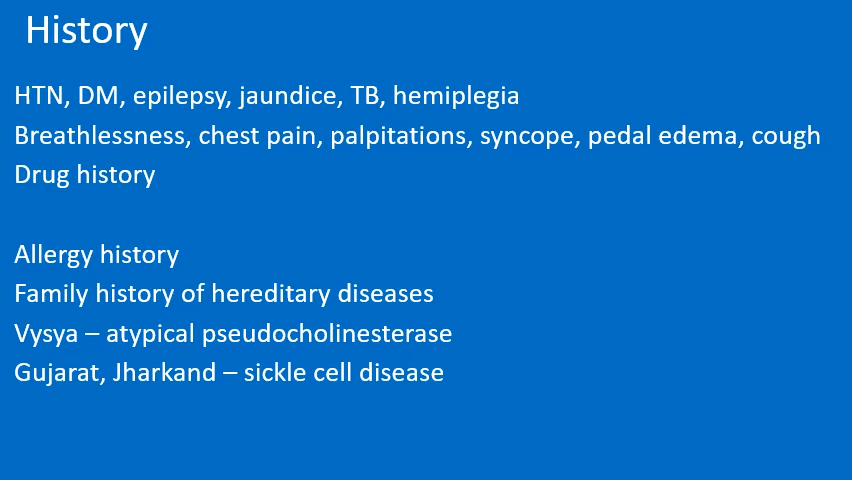 History
HTN, DM, epilepsy, jaundice, TB, hemiplegia
Breathlessness, chest pain, palpitations, syncope, pedal edema, cough
Drug history
Allergy history
Family history of hereditary diseases
Vysya – atypical pseudocholinesterase
Gujarat, Jharkand – sickle cell disease